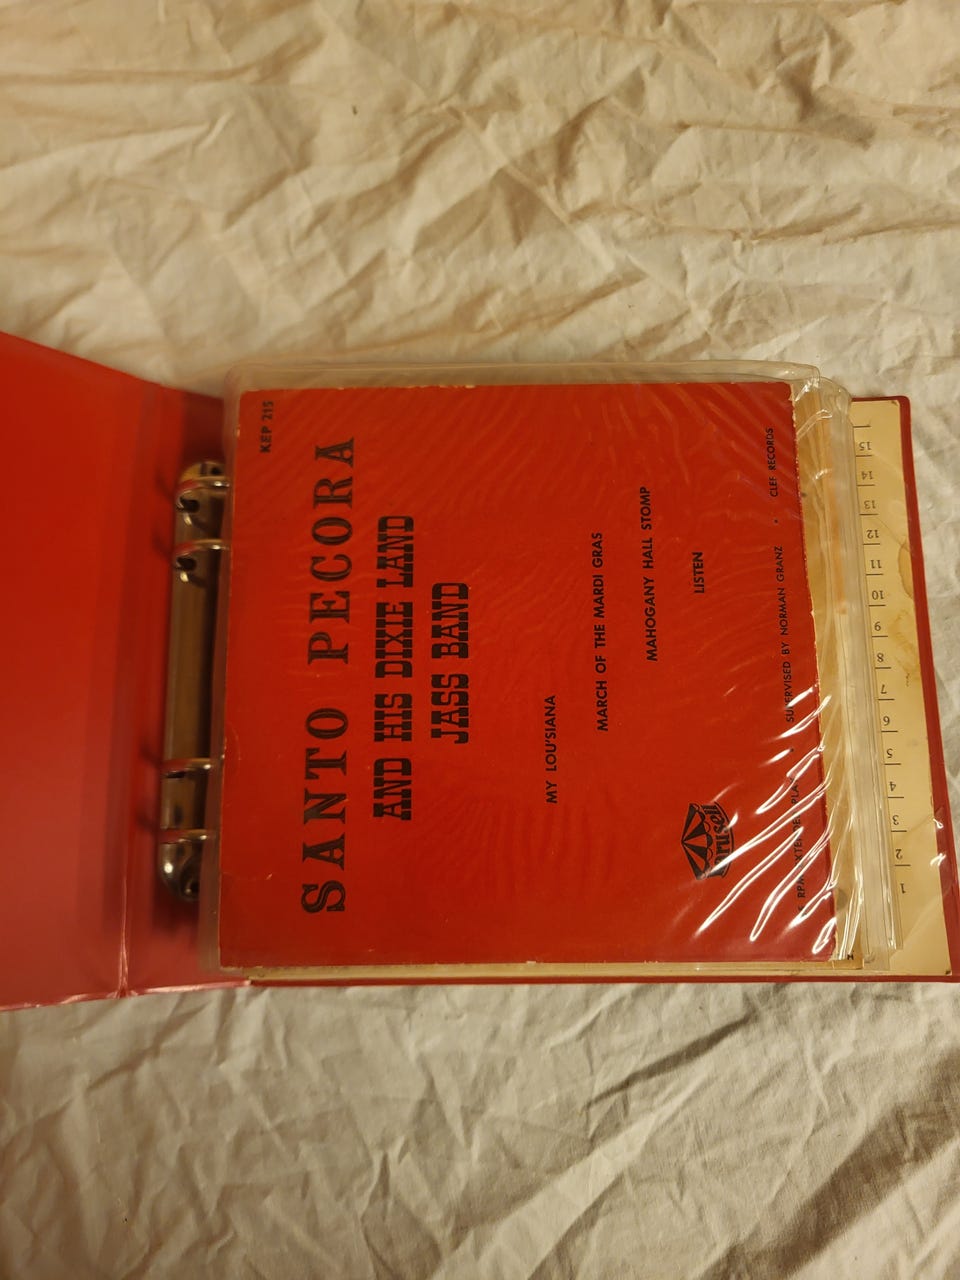 KEP 215
SANTO PECORA
AND HIS DIXIE LAND
JASS BAND
MY LOU'SIANA
MARCH OF THE MARDI GRAS
MAHOGANY HALL STOMP
LISTEN
RPM • PLAY • SUPERVISED BY NORMAN GRANZ • CLEF RECORDS
1
2
3
4
5
6
7
8
9
10
11
12
13
14
15